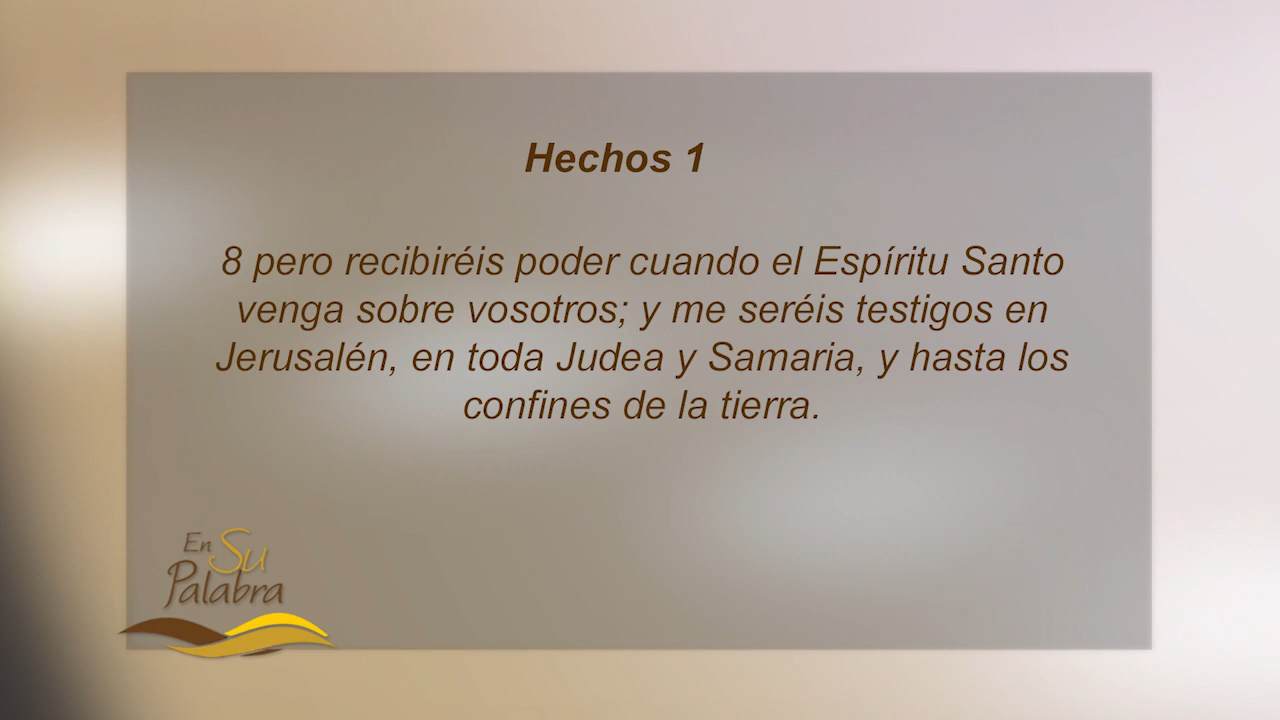 Hechos 1
8 pero recibiréis poder cuando el Espíritu Santo
venga sobre vosotros; y me seréis testigos en
Jerusalén, en toda Judea y Samaria, y hasta los
confines de la tierra.
En Su
Palabra